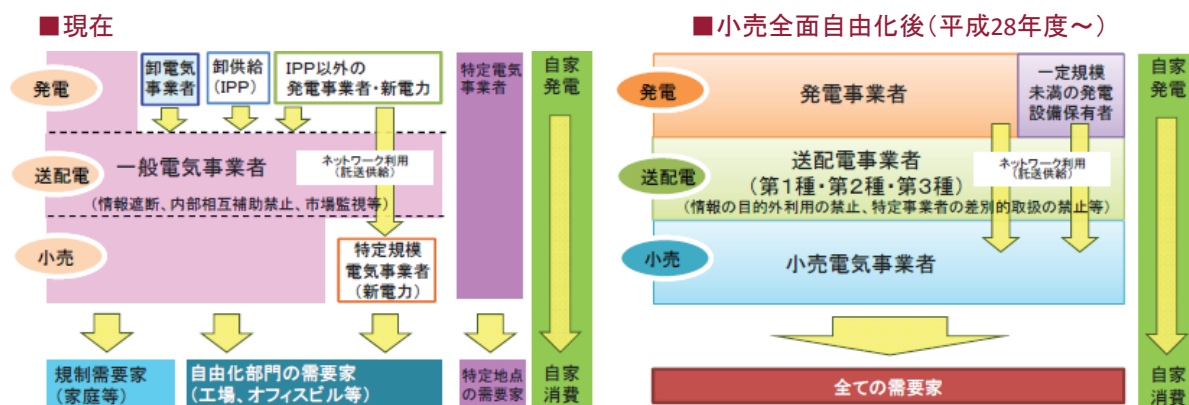 ■現在
発電
卸電気
事業者
卸供給
(IPP)
IPP以外の
発電事業者・新電力
特定電気
事業者
自家
発電
送配電
一般電気事業者
ネットワーク利用
(託送供給)
(情報遮断、内部相互補助禁止、市場監視等)
小売
特定規模
電気事業者
(新電力)
規制需要家
(家庭等)
自由化部門の需要家
(工場、オフィスビル等)
特定地点
の需要家
自家
消費
■小売全面自由化後(平成28年度~)
発電
発電事業者
一定規模
未満の発電
設備保有者
自家
発電
送配電
送配電事業者
(第1種・第2種・第3種)
ネットワーク利用
(託送供給)
(情報の目的外利用の禁止、特定事業者の差別的取扱の禁止等)
小売
小売電気事業者
全ての需要家
自家
消費